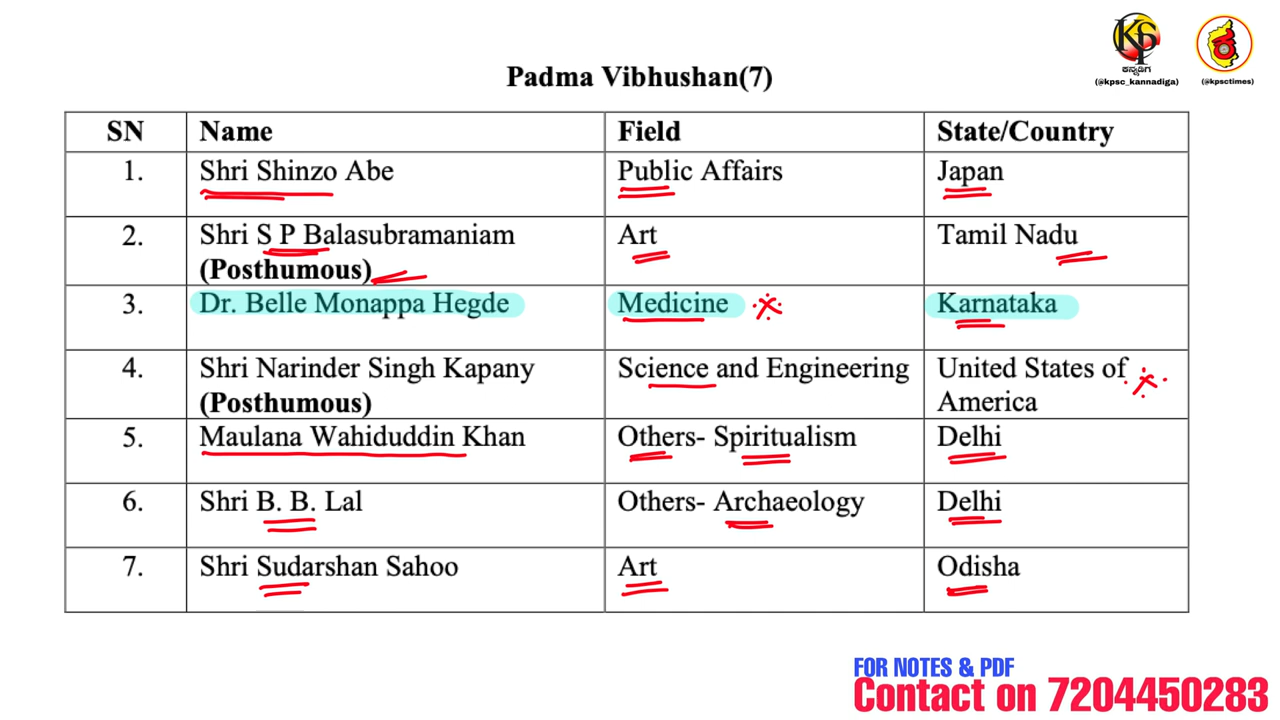 KP
ಕನ್ನಡಿಗ
(@kpsc_kannadiga)
ಕ
(@kpsctimes)
Padma Vibhushan(7)
SN Name Field State/Country
1. Shri Shinzo Abe Public Affairs Japan
2. Shri S P Balasubramaniam Art Tamil Nadu
(Posthumous)
3. Dr. Belle Monappa Hegde Medicine Karnataka
4. Shri Narinder Singh Kapany Science and Engineering United States of
(Posthumous) America
5. Maulana Wahiduddin Khan Others- Spiritualism Delhi
6. Shri B. B. Lal Others- Archaeology Delhi
7. Shri Sudarshan Sahoo Art Odisha
FOR NOTES & PDF
Contact on 7204450283